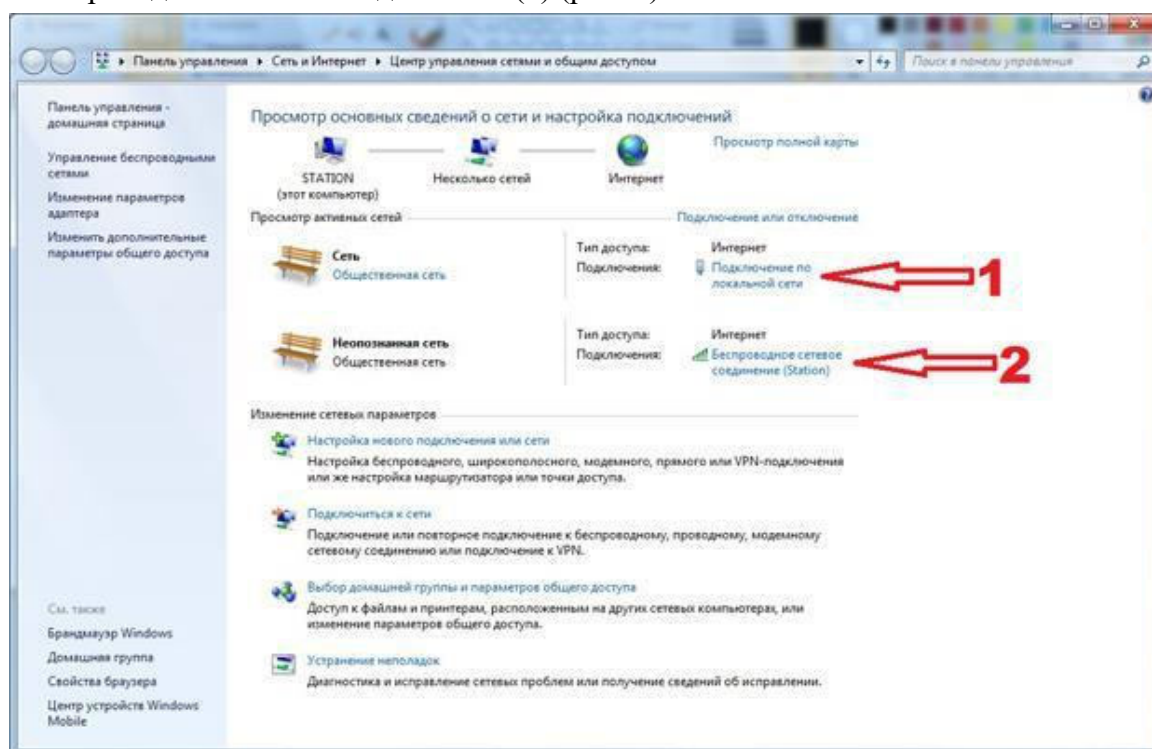 Панель управления ▸ Сеть и Интернет ▸ Центр управления сетями и общим доступом
Поиск в панели управления
Панель управления -
домашняя страница
Управление беспроводными
сетями
Изменение параметров
адаптера
Изменить дополнительные
параметры общего доступа
Просмотр основных сведений о сети и настройка подключений
Просмотр полной карты
STATION
(этот компьютер)
Несколько сетей
Интернет
Просмотр активных сетей
Подключение или отключение
Сеть
Общественная сеть
Тип доступа: Интернет
Подключения: Подключение по
локальной сети
1
Неопознанная сеть
Общественная сеть
Тип доступа: Интернет
Подключения: Беспроводное сетевое
соединение (Station)
2
Изменение сетевых параметров
Настройка нового подключения или сети
Настройка беспроводного, широкополосного, модемного, прямого или VPN-подключения
или же настройка маршрутизатора или точки доступа.
Подключиться к сети
Подключение или повторное подключение к беспроводному, проводному, модемному
сетевому соединению или подключение к VPN.
Выбор домашней группы и параметров общего доступа
Доступ к файлам и принтерам, расположенным на других сетевых компьютерах, или
изменение параметров общего доступа.
Устранение неполадок
Диагностика и исправление сетевых проблем или получение сведений об исправлении.
См. также
Брандмауэр Windows
Домашняя группа
Свойства браузера
Центр устройств Windows
Mobile